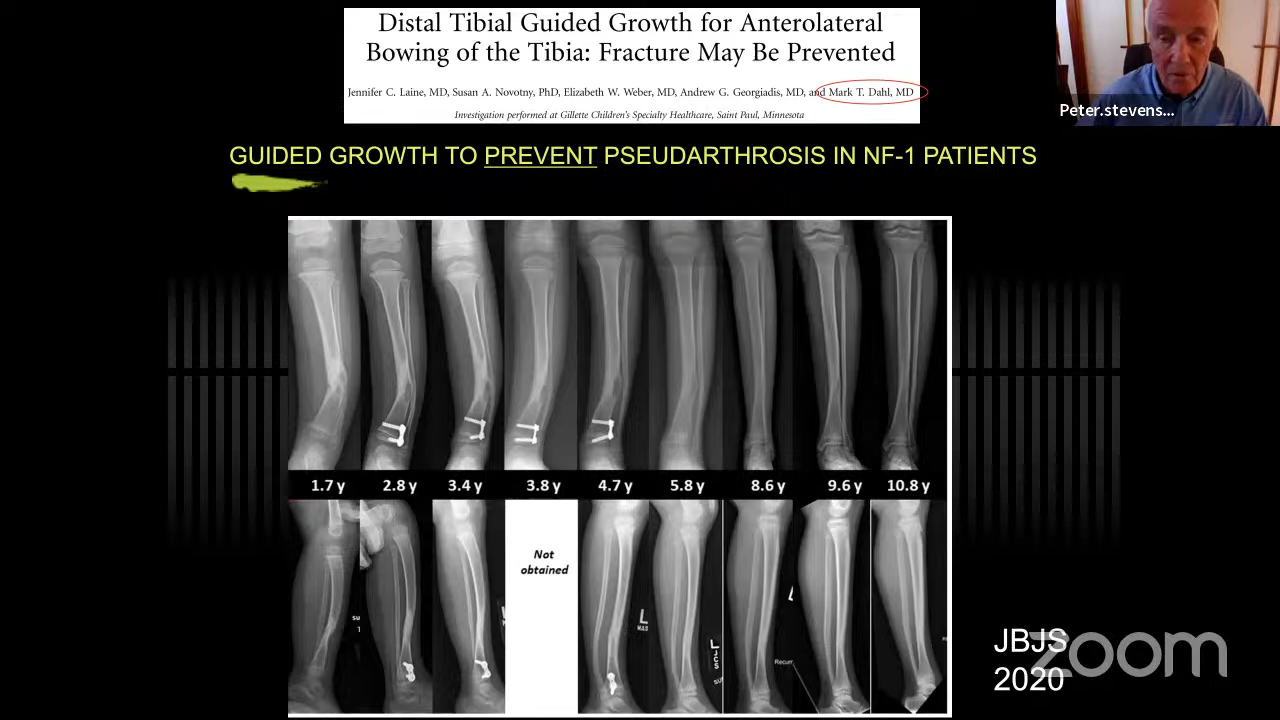 Distal Tibial Guided Growth for Anterolateral
Bowing of the Tibia: Fracture May Be Prevented
Jennifer C. Laine, MD, Susan A. Novotny, PhD, Elizabeth W. Weber, MD, Andrew G. Georgiadis, MD, and Mark T. Dahl, MD
Investigation performed at Gillette Children's Specialty Healthcare, Saint Paul, Minnesota
Peter.stevens...
GUIDED GROWTH TO PREVENT PSEUDARTHROSIS IN NF-1 PATIENTS
1.7 y 2.8 y 3.4 y 3.8 y 4.7 y 5.8 y 8.6 y 9.6 y 10.8 y
Not
obtained
L
L
L
JBJS
2020
zoom